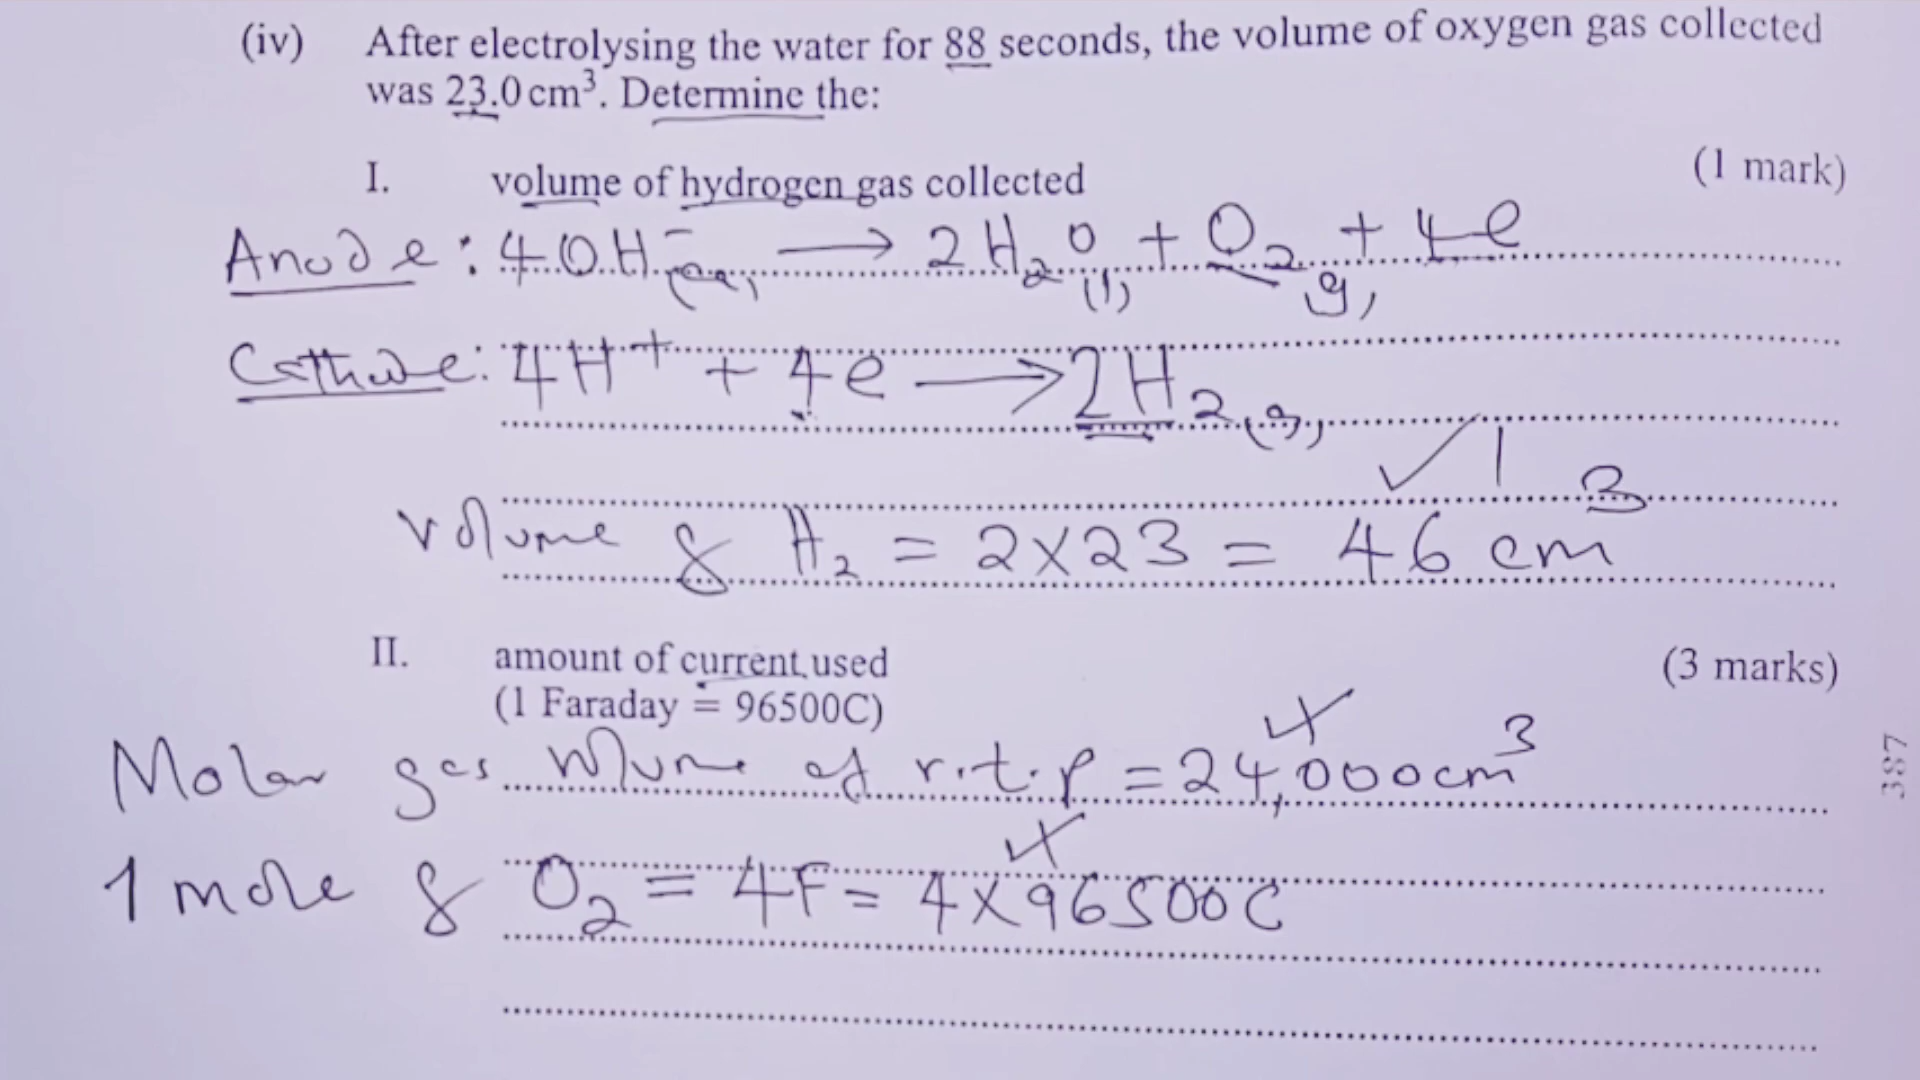 (iv) After electrolysing the water for 88 seconds, the volume of oxygen gas collected
was 23.0 cm³. Determine the:
I. volume of hydrogen gas collected (1 mark)
Anode: 4OH⁻(aq) → 2H₂O(l) + O₂(g) + 4e
Cathode: 4H⁺ + 4e → 2H₂(g)
✓1
volume of H₂ = 2×23 = 46 cm³
II. amount of current used (3 marks)
(1 Faraday = 96500C)
Molar gas volume at r.t.p = 24,000cm³
1 mole of O₂ = 4F = 4×96500C
387